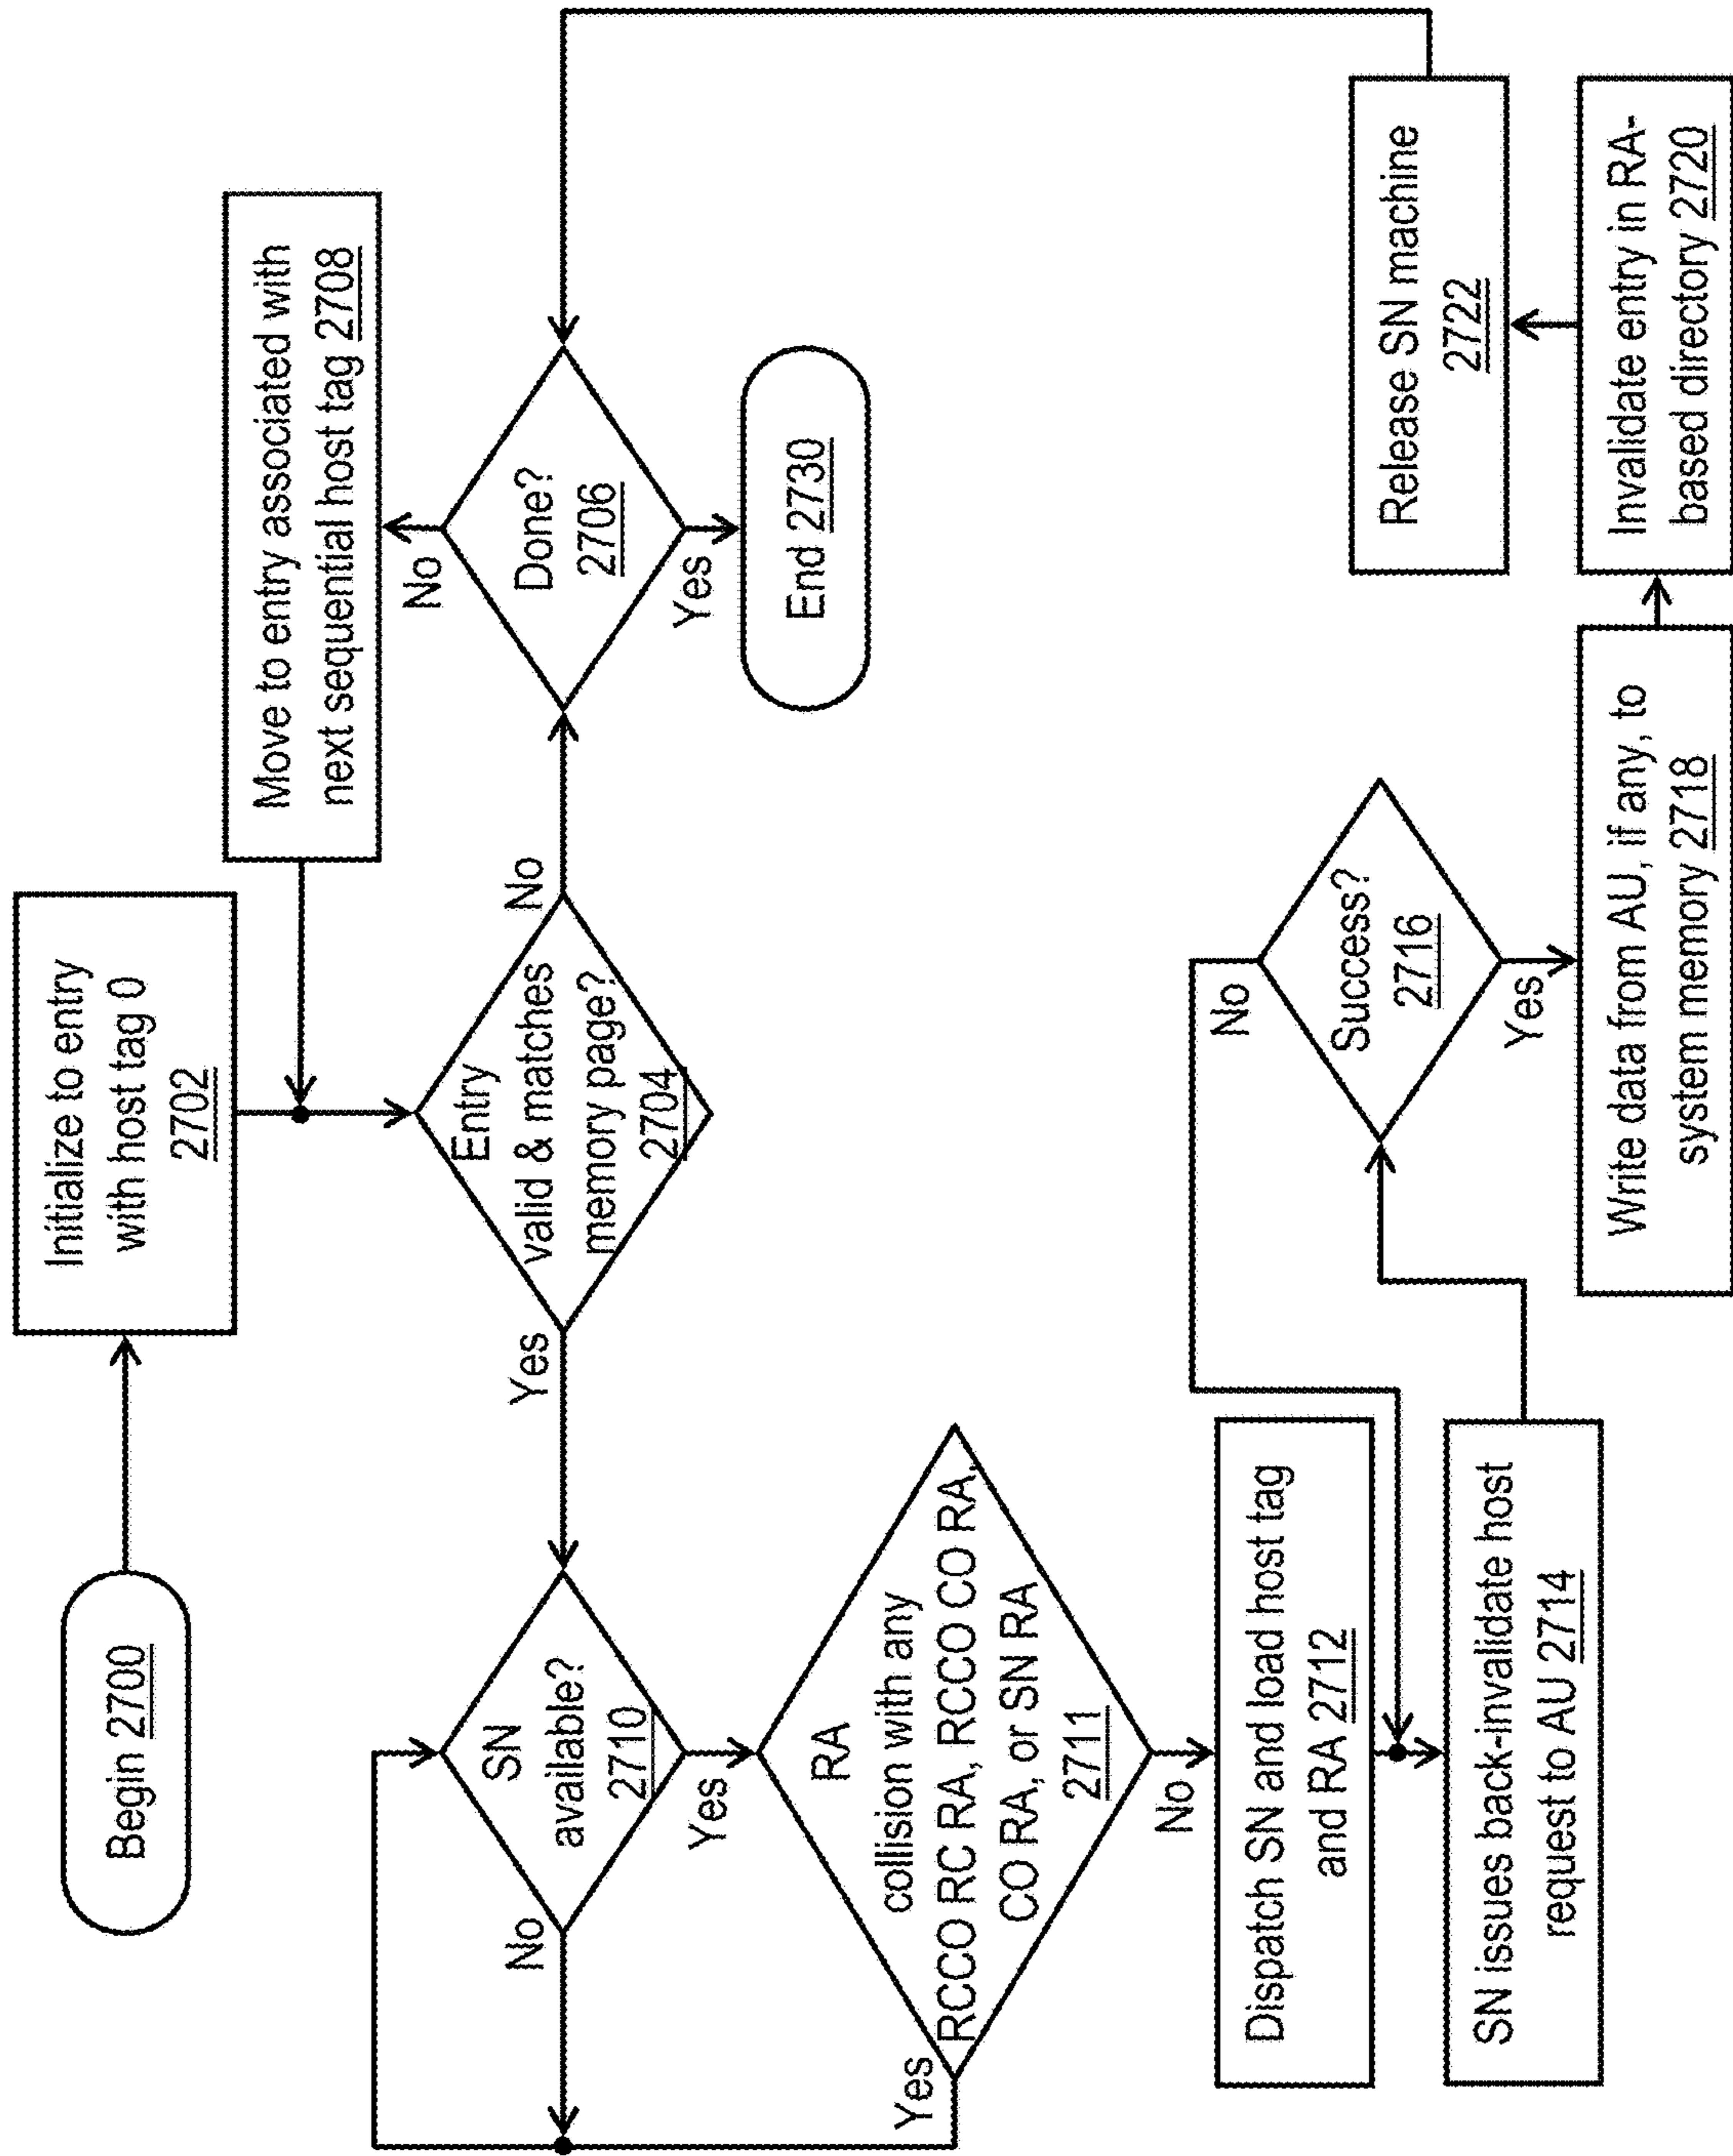 Begin 2700
Initialize to entry
with host tag 0
2702
Move to entry associated with
next sequential host tag 2708
Entry
valid & matches
memory page?
2704
Yes
No
Done?
2706
No
Yes
End 2730
SN
available?
2710
No
Yes
RA
collision with any
RCCO RC RA, RCCO CO RA,
CO RA, or SN RA
2711
Yes
No
Dispatch SN and load host tag
and RA 2712
SN issues back-invalidate host
request to AU 2714
Success?
2716
No
Yes
Write data from AU, if any, to
system memory 2718
Invalidate entry in RA-
based directory 2720
Release SN machine
2722